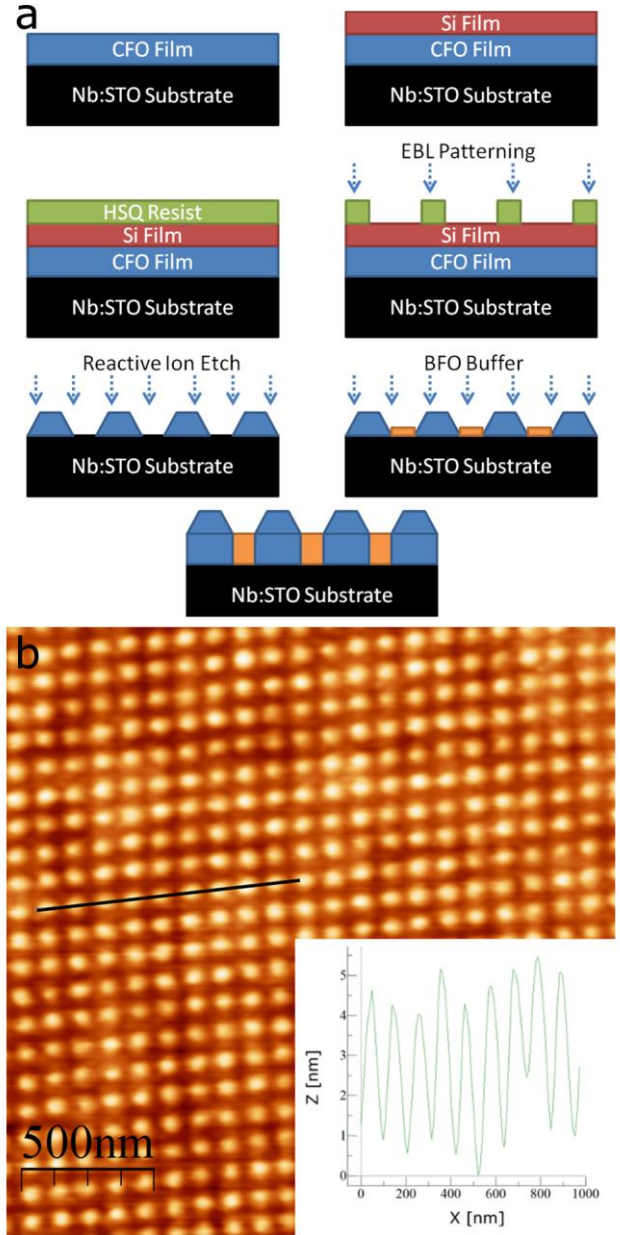 a
CFO Film
Nb:STO Substrate
Si Film
CFO Film
Nb:STO Substrate
HSQ Resist
Si Film
CFO Film
Nb:STO Substrate
EBL Patterning
Si Film
CFO Film
Nb:STO Substrate
Reactive Ion Etch
Nb:STO Substrate
BFO Buffer
Nb:STO Substrate
Nb:STO Substrate
b
500nm
Z [nm]
5
4
3
2
1
0
0 200 400 600 800 1000
X [nm]